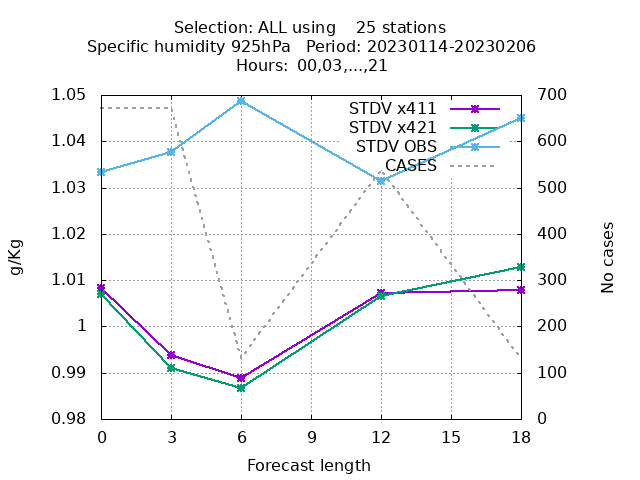 Selection: ALL using    25 stations
Specific humidity 925hPa   Period: 20230114-20230206
Hours: 00,03,...,21
1.05
1.04
1.03
1.02
1.01
1
0.99
0.98
g/Kg
STDV x411
STDV x421
STDV OBS
CASES
700
600
500
400
300
200
100
0
No cases
0 3 6 9 12 15 18
Forecast length